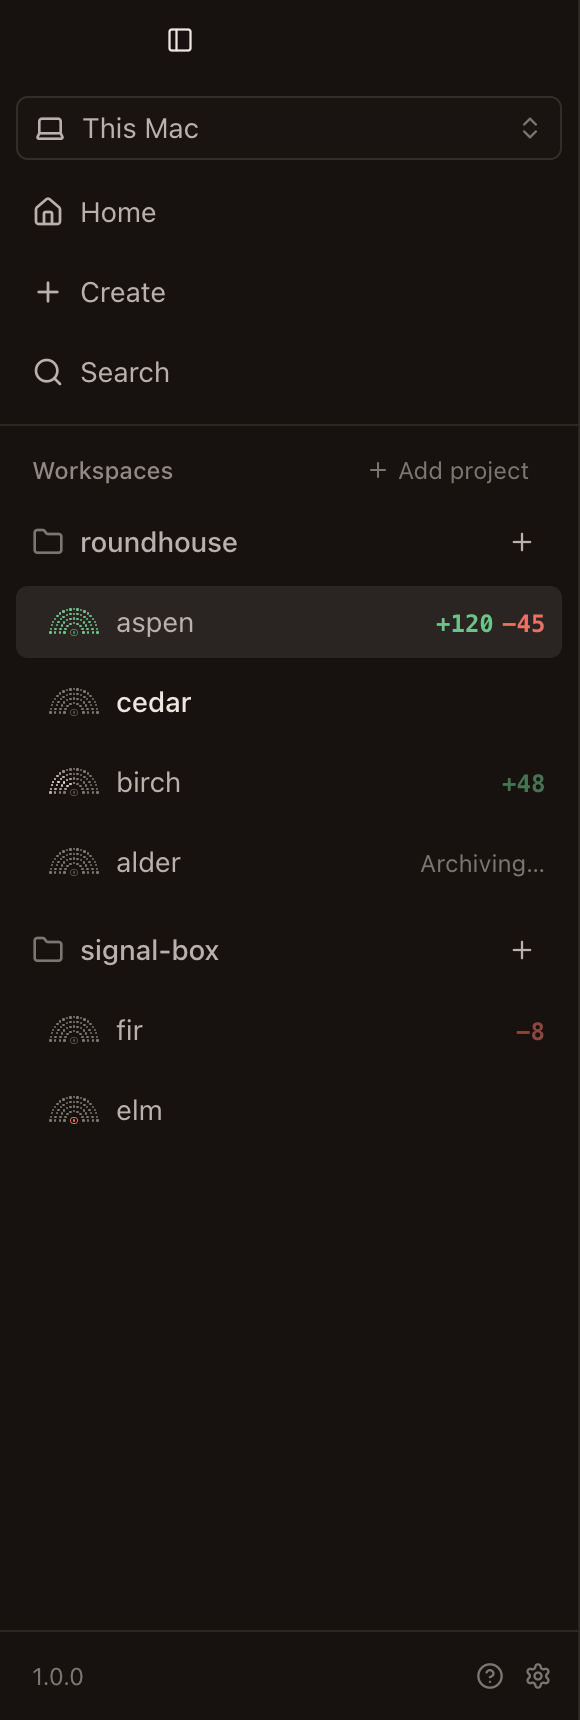 This Mac
Home
Create
Search
Workspaces + Add project
roundhouse
aspen +120 −45
cedar
birch +48
alder Archiving...
signal-box
fir −8
elm
1.0.0